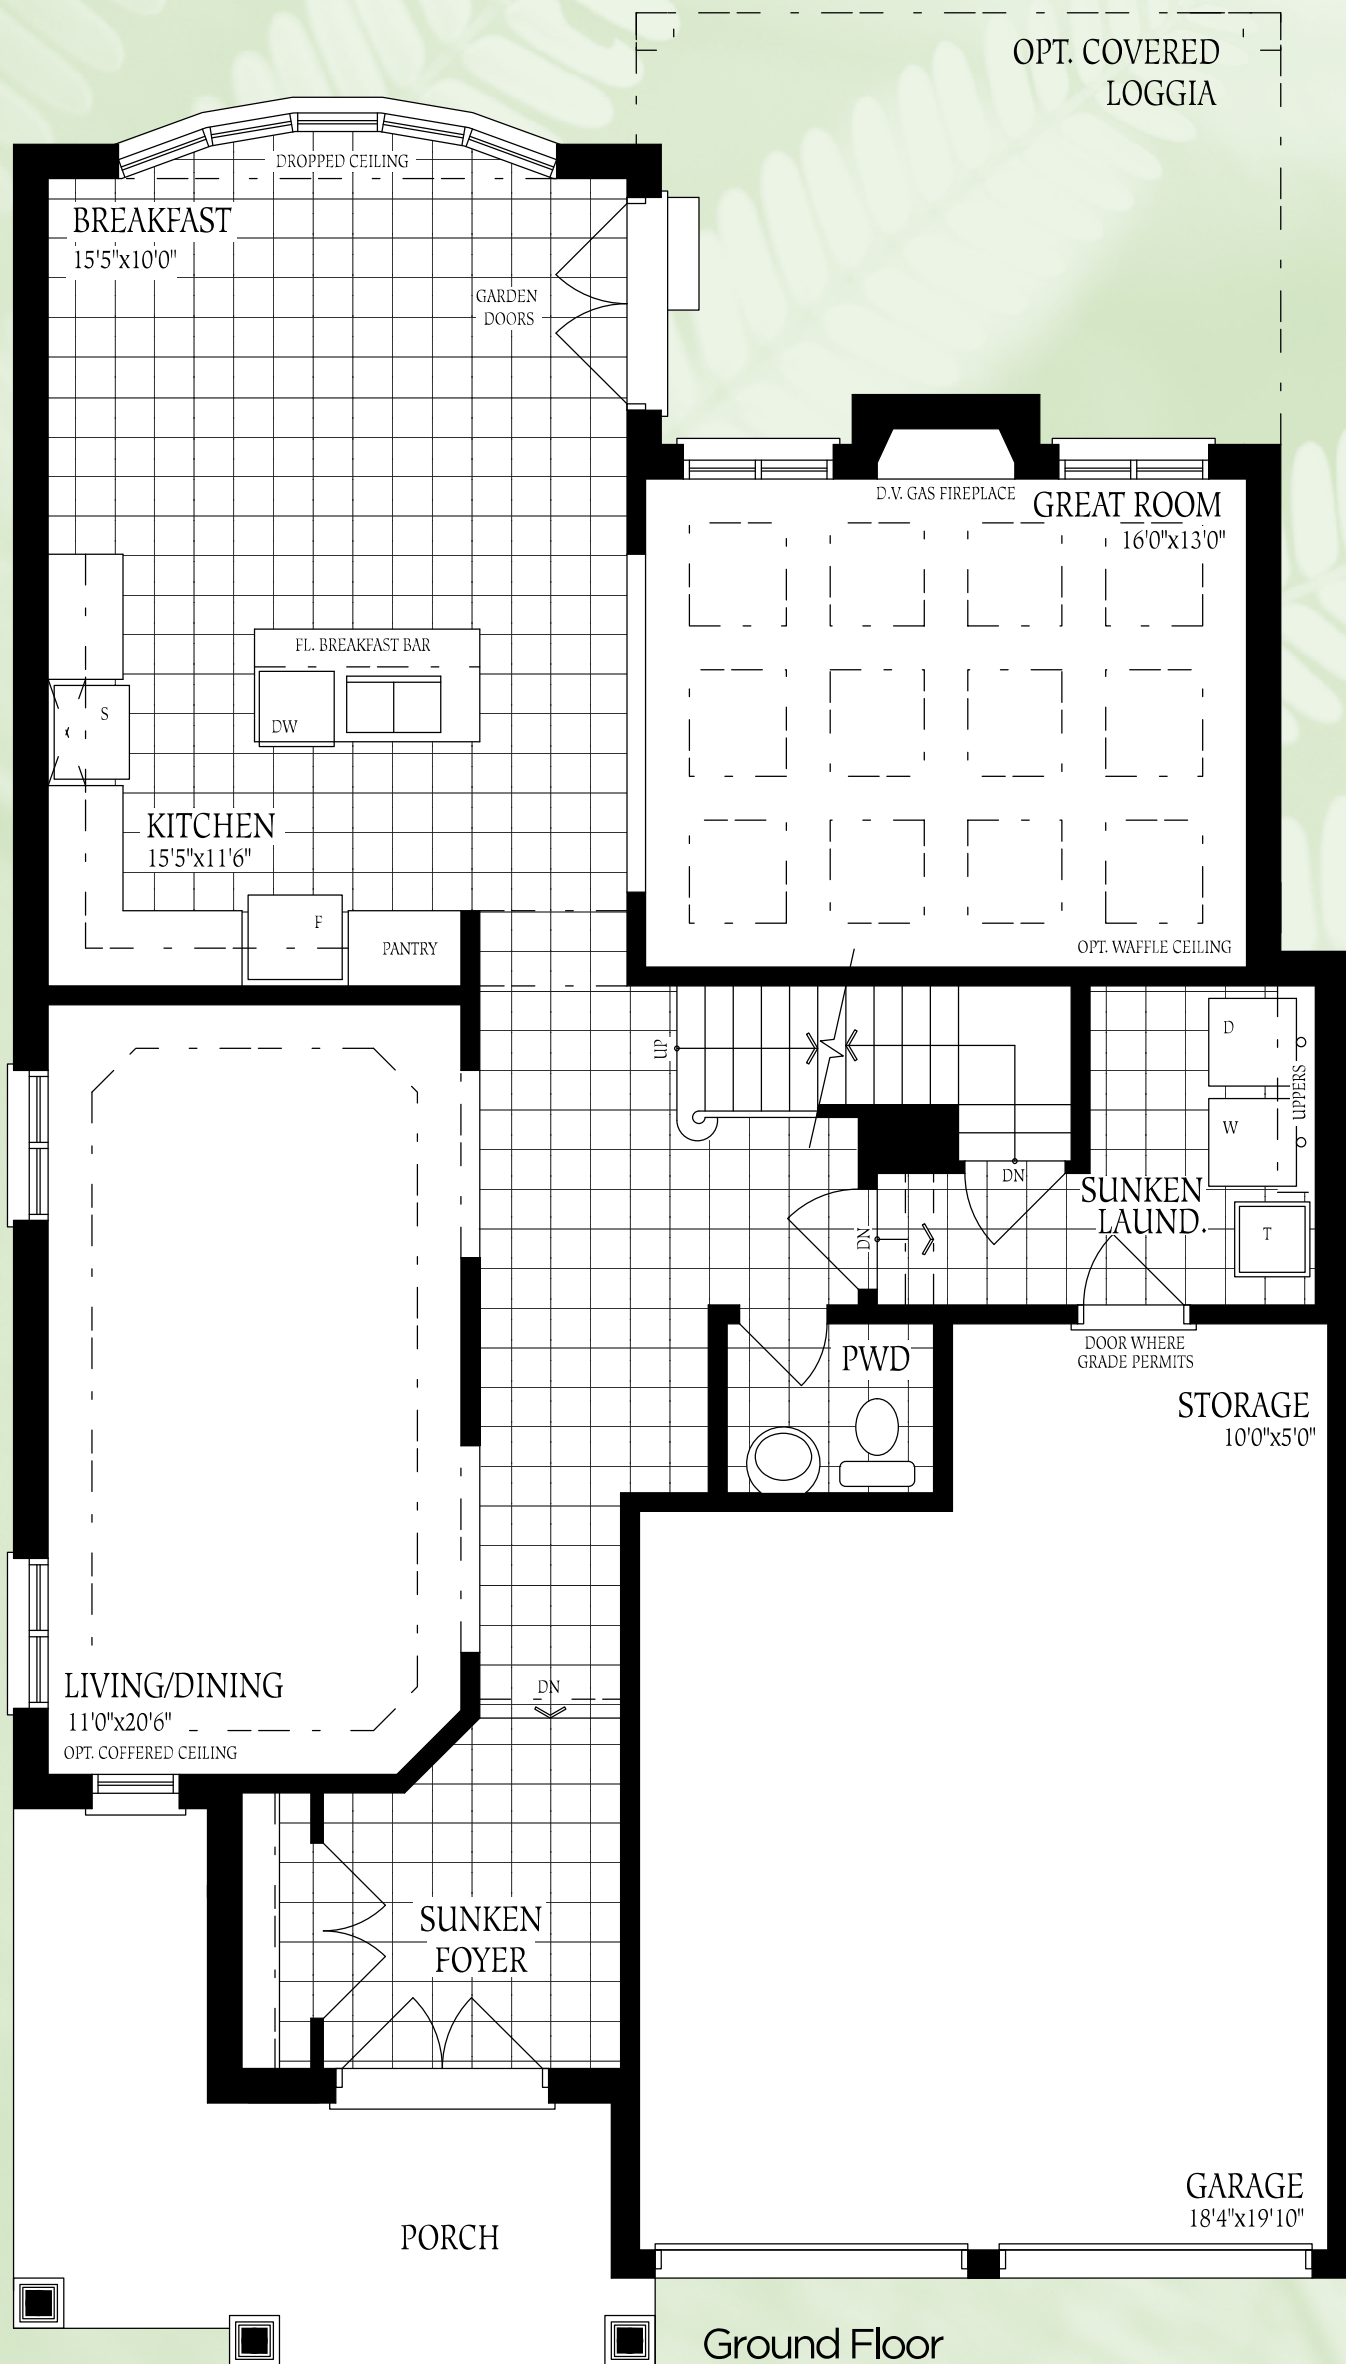 OPT. COVERED
LOGGIA
DROPPED CEILING
BREAKFAST
15'5"x10'0"
GARDEN
DOORS
D.V. GAS FIREPLACE
GREAT ROOM
16'0"x13'0"
FL. BREAKFAST BAR
S
DW
KITCHEN
15'5"x11'6"
F
PANTRY
OPT. WAFFLE CEILING
UP
D
UPPERS
W
DN
SUNKEN
LAUND.
DN
T
DOOR WHERE
GRADE PERMITS
PWD
STORAGE
10'0"x5'0"
LIVING/DINING
11'0"x20'6"
OPT. COFFERED CEILING
DN
SUNKEN
FOYER
GARAGE
18'4"x19'10"
PORCH
Ground Floor